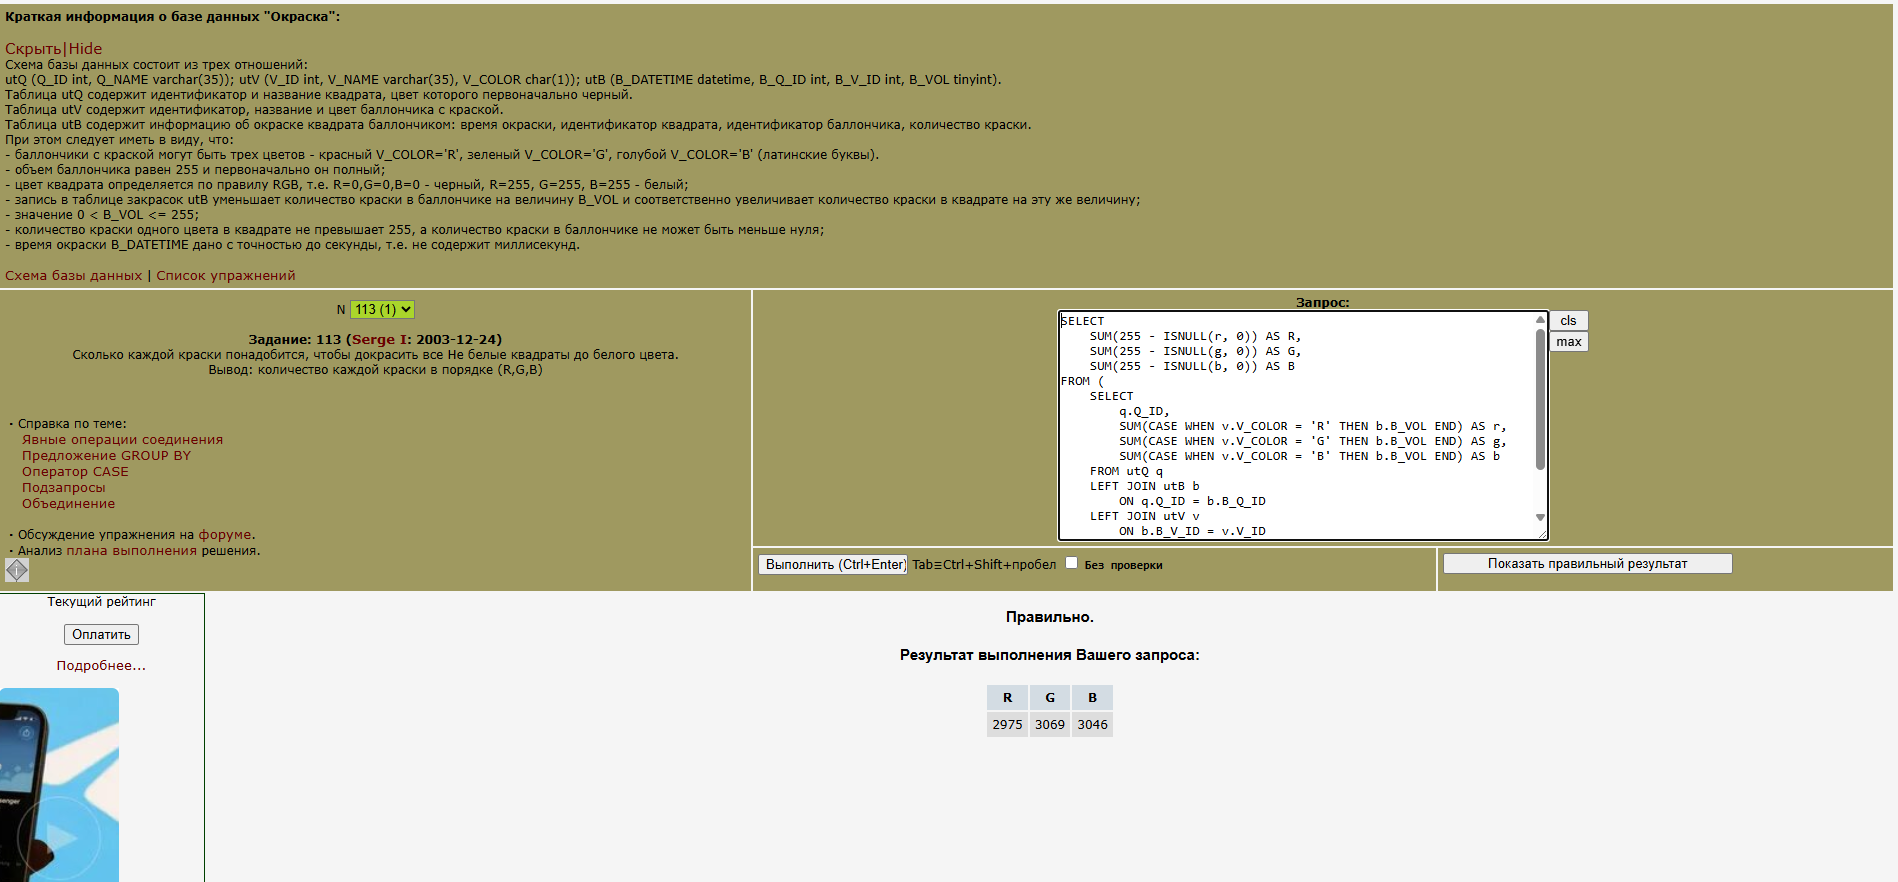 Краткая информация о базе данных "Окраска":
Скрыть|Hide
Схема базы данных состоит из трех отношений:
utQ (Q_ID int, Q_NAME varchar(35)); utV (V_ID int, V_NAME varchar(35), V_COLOR char(1)); utB (B_DATETIME datetime, B_Q_ID int, B_V_ID int, B_VOL tinyint).
Таблица utQ содержит идентификатор и название квадрата, цвет которого первоначально черный.
Таблица utV содержит идентификатор, название и цвет баллончика с краской.
Таблица utB содержит информацию об окраске квадрата баллончиком: время окраски, идентификатор квадрата, идентификатор баллончика, количество краски.
При этом следует иметь в виду, что:
- баллончики с краской могут быть трех цветов - красный V_COLOR='R', зеленый V_COLOR='G', голубой V_COLOR='B' (латинские буквы).
- объем баллончика равен 255 и первоначально он полный;
- цвет квадрата определяется по правилу RGB, т.е. R=0,G=0,B=0 - черный, R=255, G=255, B=255 - белый;
- запись в таблице закрасок utB уменьшает количество краски в баллончике на величину B_VOL и соответственно увеличивает количество краски в квадрате на эту же величину;
- значение 0 < B_VOL <= 255;
- количество краски одного цвета в квадрате не превышает 255, а количество краски в баллончике не может быть меньше нуля;
- время окраски B_DATETIME дано с точностью до секунды, т.е. не содержит миллисекунд.
Схема базы данных | Список упражнений
N 113 (1)
Задание: 113 (Serge I: 2003-12-24)
Сколько каждой краски понадобится, чтобы докрасить все Не белые квадраты до белого цвета.
Вывод: количество каждой краски в порядке (R,G,B)
· Справка по теме:
Явные операции соединения
Предложение GROUP BY
Оператор CASE
Подзапросы
Объединение
· Обсуждение упражнения на форуме.
· Анализ плана выполнения решения.
Запрос:
SELECT
SUM(255 - ISNULL(r, 0)) AS R,
SUM(255 - ISNULL(g, 0)) AS G,
SUM(255 - ISNULL(b, 0)) AS B
FROM (
SELECT
q.Q_ID,
SUM(CASE WHEN v.V_COLOR = 'R' THEN b.B_VOL END) AS r,
SUM(CASE WHEN v.V_COLOR = 'G' THEN b.B_VOL END) AS g,
SUM(CASE WHEN v.V_COLOR = 'B' THEN b.B_VOL END) AS b
FROM utQ q
LEFT JOIN utB b
ON q.Q_ID = b.B_Q_ID
LEFT JOIN utV v
ON b.B_V_ID = v.V_ID
cls
max
Выполнить (Ctrl+Enter) Tab≡Ctrl+Shift+пробел Без проверки
Показать правильный результат
Текущий рейтинг
Оплатить
Подробнее...
Правильно.
Результат выполнения Вашего запроса:
R G B
2975 3069 3046